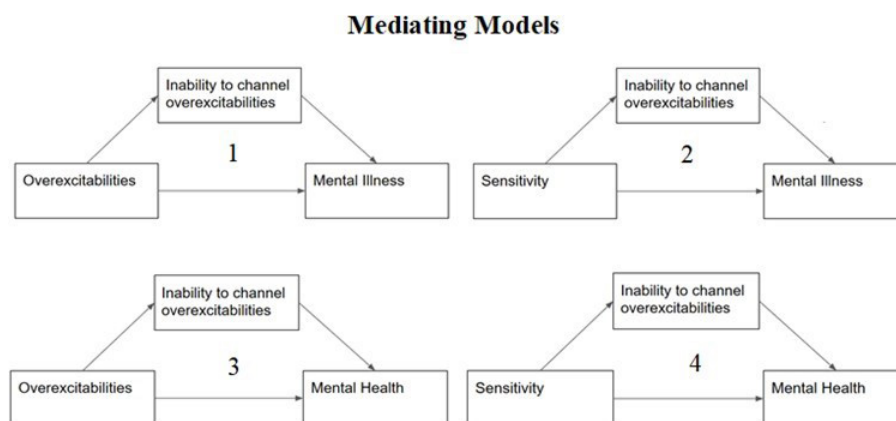 Mediating Models
Inability to channel
overexcitabilities
1
Overexcitabilities
Mental Illness
Inability to channel
overexcitabilities
2
Sensitivity
Mental Illness
Inability to channel
overexcitabilities
3
Overexcitabilities
Mental Health
Inability to channel
overexcitabilities
4
Sensitivity
Mental Health